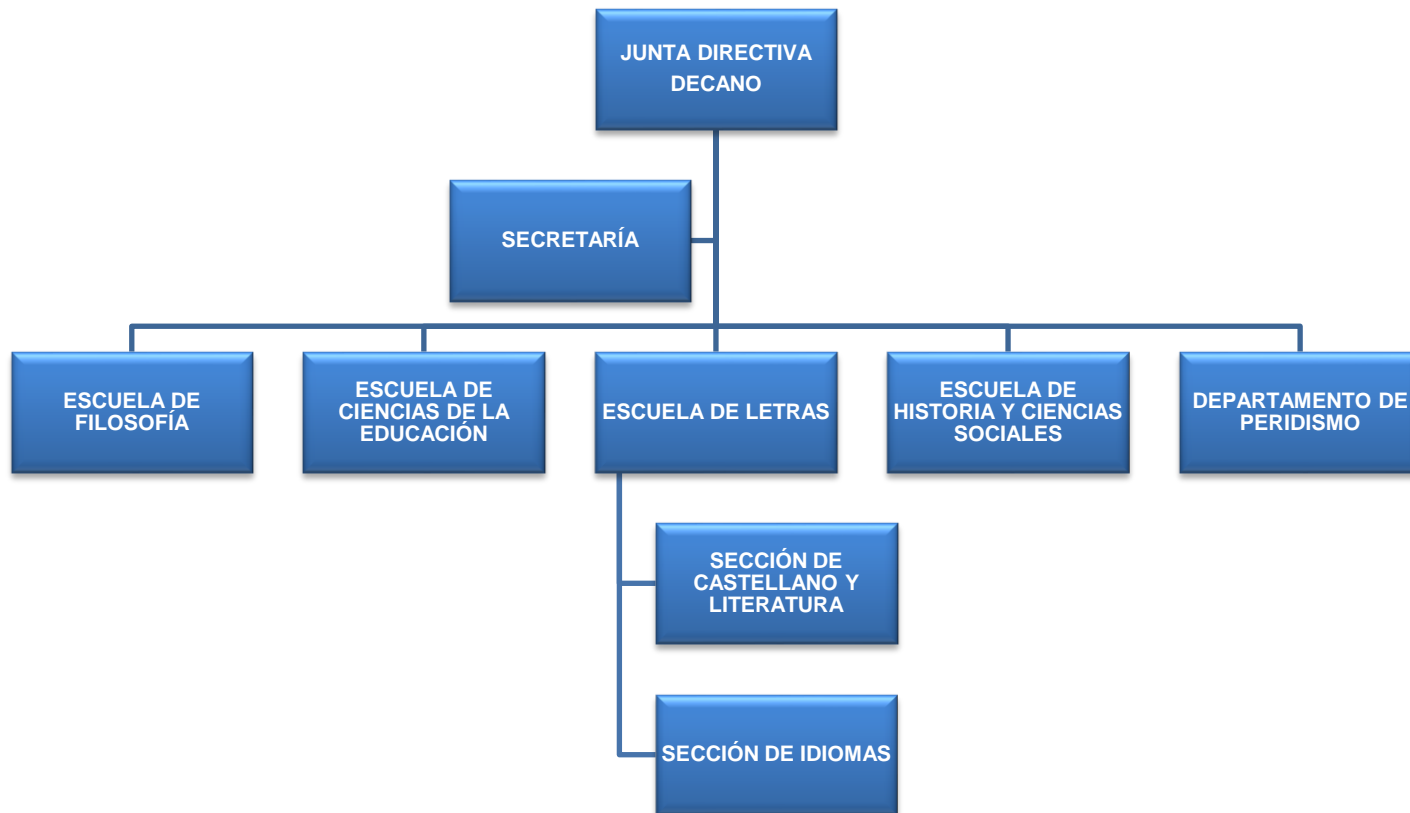 JUNTA DIRECTIVA
DECANO
SECRETARÍA
ESCUELA DE
FILOSOFÍA
ESCUELA DE
CIENCIAS DE LA
EDUCACIÓN
ESCUELA DE LETRAS
ESCUELA DE
HISTORIA Y CIENCIAS
SOCIALES
DEPARTAMENTO DE
PERIDISMO
SECCIÓN DE
CASTELLANO Y
LITERATURA
SECCIÓN DE IDIOMAS